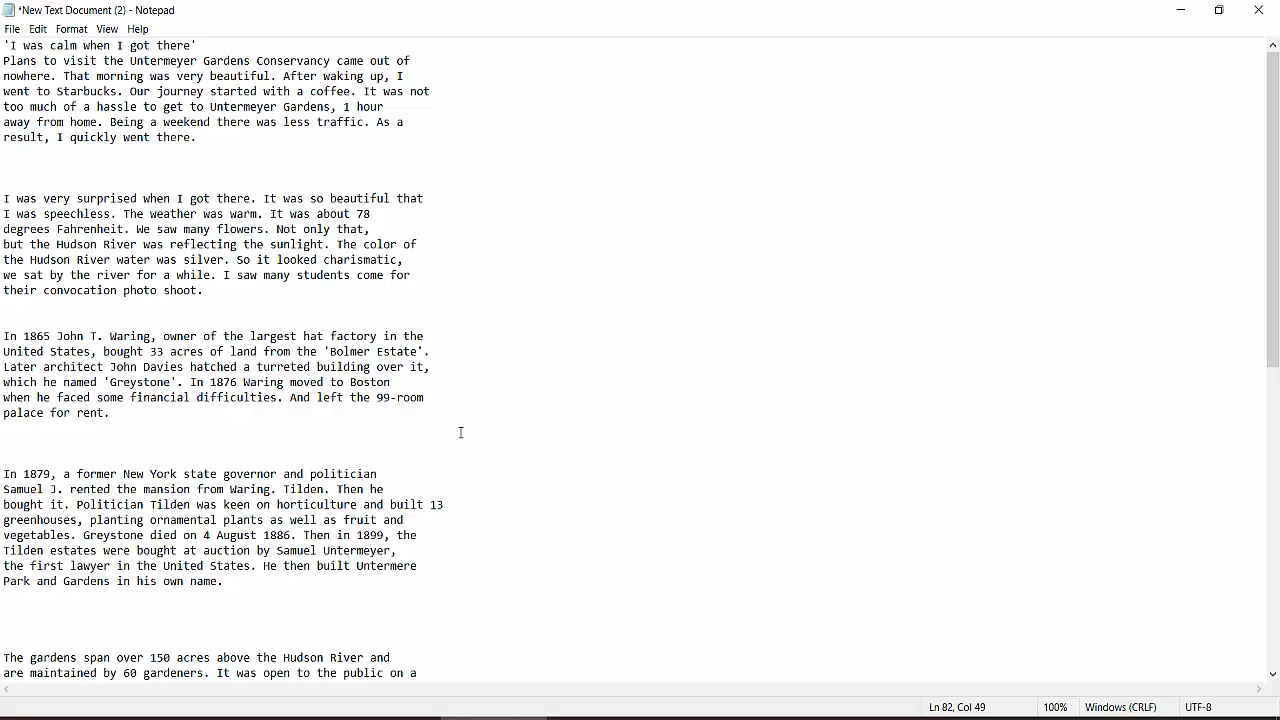 *New Text Document (2) - Notepad
File Edit Format View Help
'I was calm when I got there'
Plans to visit the Untermeyer Gardens Conservancy came out of
nowhere. That morning was very beautiful. After waking up, I
went to Starbucks. Our journey started with a coffee. It was not
too much of a hassle to get to Untermeyer Gardens, 1 hour
away from home. Being a weekend there was less traffic. As a
result, I quickly went there.
I was very surprised when I got there. It was so beautiful that
I was speechless. The weather was warm. It was about 78
degrees Fahrenheit. We saw many flowers. Not only that,
but the Hudson River was reflecting the sunlight. The color of
the Hudson River water was silver. So it looked charismatic,
we sat by the river for a while. I saw many students come for
their convocation photo shoot.
In 1865 John T. Waring, owner of the largest hat factory in the
United States, bought 33 acres of land from the 'Bolmer Estate'.
Later architect John Davies hatched a turreted building over it,
which he named 'Greystone'. In 1876 Waring moved to Boston
when he faced some financial difficulties. And left the 99-room
palace for rent.
In 1879, a former New York state governor and politician
Samuel J. rented the mansion from Waring. Tilden. Then he
bought it. Politician Tilden was keen on horticulture and built 13
greenhouses, planting ornamental plants as well as fruit and
vegetables. Greystone died on 4 August 1886. Then in 1899, the
Tilden estates were bought at auction by Samuel Untermeyer,
the first lawyer in the United States. He then built Untermere
Park and Gardens in his own name.
The gardens span over 150 acres above the Hudson River and
are maintained by 60 gardeners. It was open to the public on a
Ln 82, Col 49 100% Windows (CRLF) UTF-8